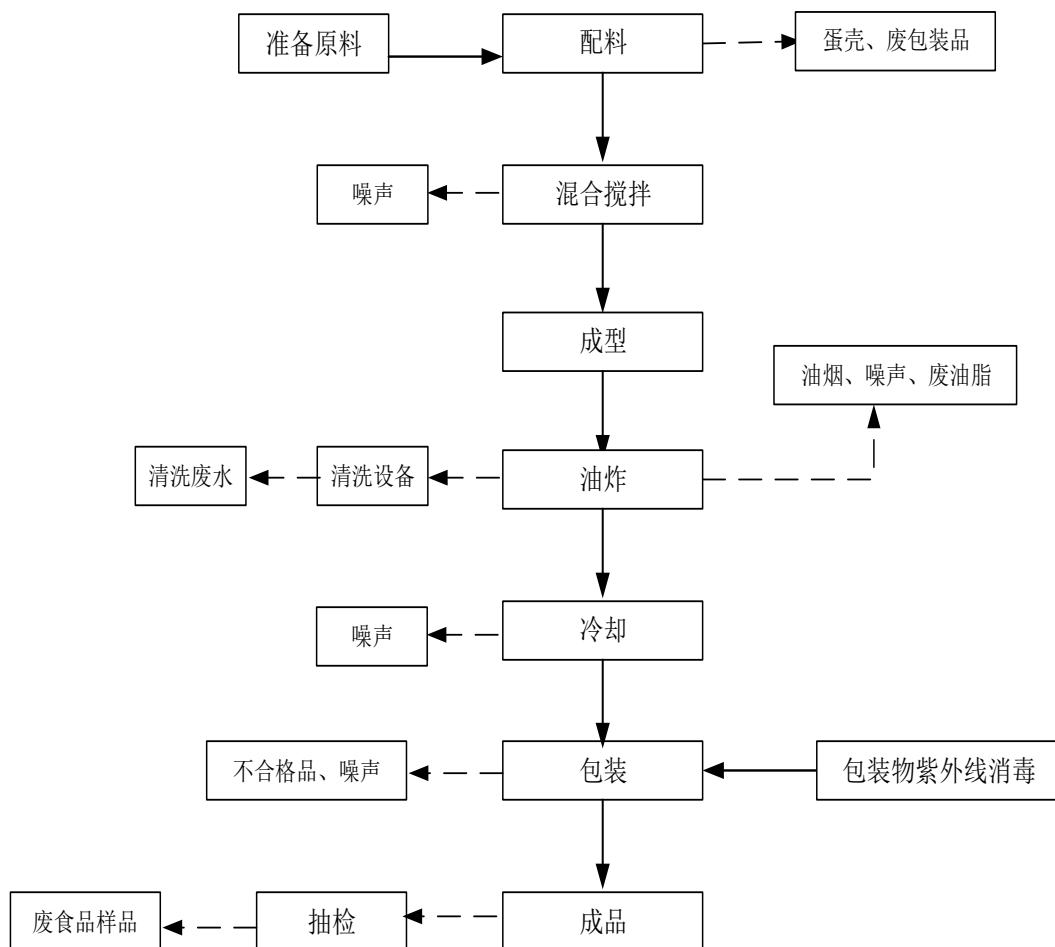 准备原料
配料
蛋壳、废包装品
噪声
混合搅拌
成型
油烟、噪声、废油脂
清洗废水
清洗设备
油炸
噪声
冷却
不合格品、噪声
包装
包装物紫外线消毒
废食品样品
抽检
成品